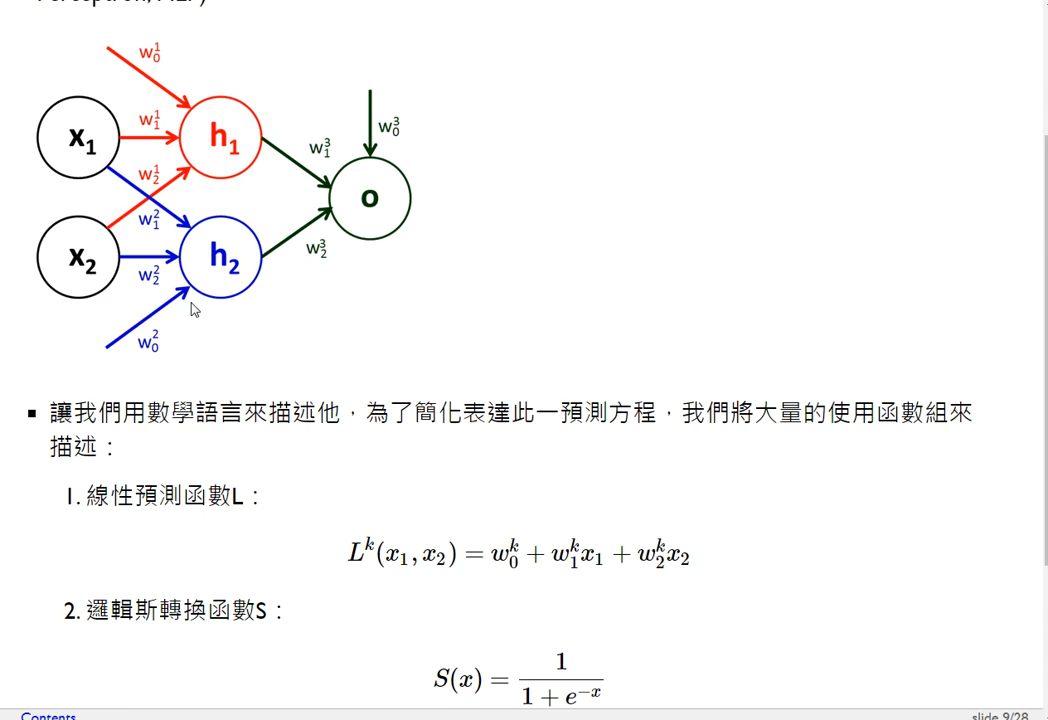 w₀¹
x₁
w₁¹
h₁
w₂¹
w₁³
w₀³
o
w₁²
x₂
w₂²
h₂
w₂³
w₀²
▪ 讓我們用數學語言來描述他，為了簡化表達此一預測方程，我們將大量的使用函數組來
描述：
1. 線性預測函數L：
Lᵏ(x₁, x₂) = w₀ᵏ + w₁ᵏx₁ + w₂ᵏx₂
2. 邏輯斯轉換函數S：
S(x) = 1 / (1 + e⁻ˣ)
Contents
slide 9/28